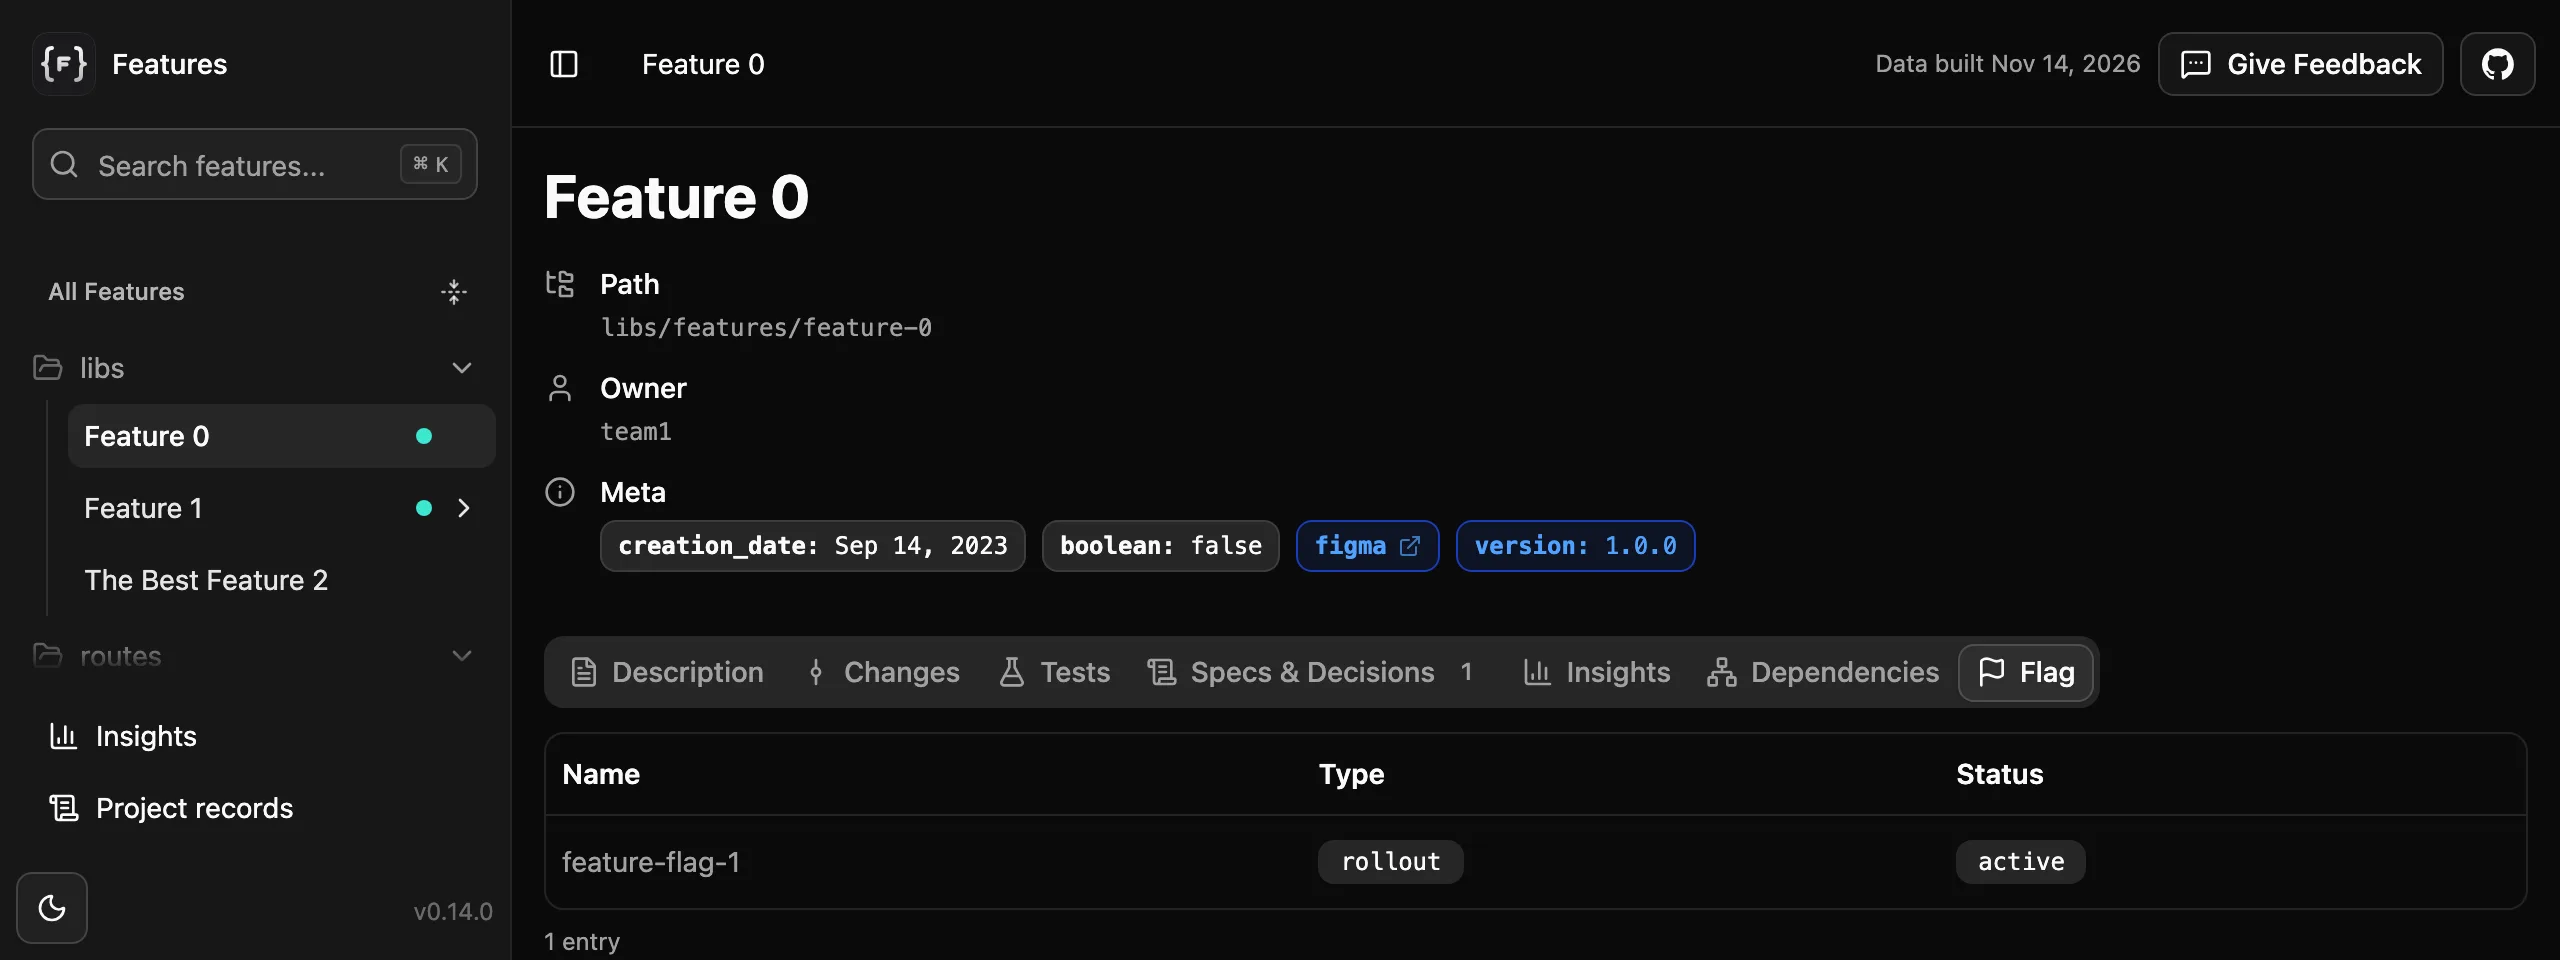 {F} Features
Search features... ⌘ K
All Features
libs
Feature 0
Feature 1
The Best Feature 2
routes
Insights
Project records
v0.14.0
Feature 0
Data built Nov 14, 2026
Give Feedback
Feature 0
Path
libs/features/feature-0
Owner
team1
Meta
creation_date: Sep 14, 2023 boolean: false figma version: 1.0.0
Description Changes Tests Specs & Decisions 1 Insights Dependencies Flag
Name Type Status
feature-flag-1 rollout active
1 entry